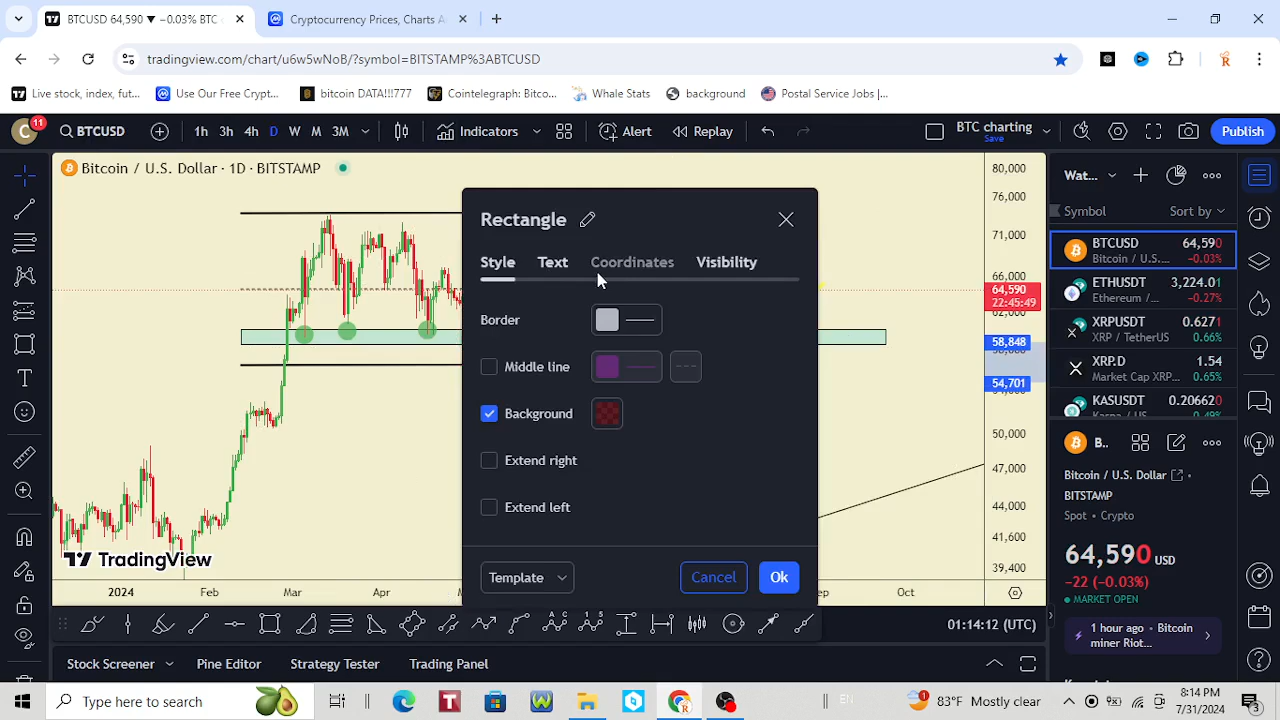 BTCUSD 64,590 ▼ −0.03% BTC c
Cryptocurrency Prices, Charts A
tradingview.com/chart/u6w5wNoB/?symbol=BITSTAMP%3ABTCUSD
Live stock, index, fut...
Use Our Free Crypt...
bitcoin DATA!!!777
Cointelegraph: Bitco...
Whale Stats
background
Postal Service Jobs |...
C 11
BTCUSD
1h 3h 4h D W M 3M
Indicators
Alert
Replay
BTC charting
Save
Publish
Bitcoin / U.S. Dollar · 1D · BITSTAMP
80,000
76,000
71,000
66,000
64,590
22:45:49
62,000
58,848
54,701
50,000
47,000
44,000
41,600
39,400
Rectangle
Style Text Coordinates Visibility
Border
Middle line
Background
Extend right
Extend left
Template
Cancel
Ok
TradingView
2024 Feb Mar Apr
Oct
Wat...
Symbol
Sort by
BTCUSD 64,590
Bitcoin / U.S.... −0.03%
ETHUSDT 3,224.01
Ethereum /... −0.27%
XRPUSDT 0.6271
XRP / TetherUS 0.66%
XRP.D 1.54
Market Cap XRP... 0.65%
KASUSDT 0.206620
B..
Bitcoin / U.S. Dollar
BITSTAMP
Spot • Crypto
64,590 USD
−22 (−0.03%)
MARKET OPEN
1 hour ago • Bitcoin
miner Riot...
01:14:12 (UTC)
Stock Screener
Pine Editor
Strategy Tester
Trading Panel
Type here to search
EN
83°F Mostly clear
8:14 PM
7/31/2024
3